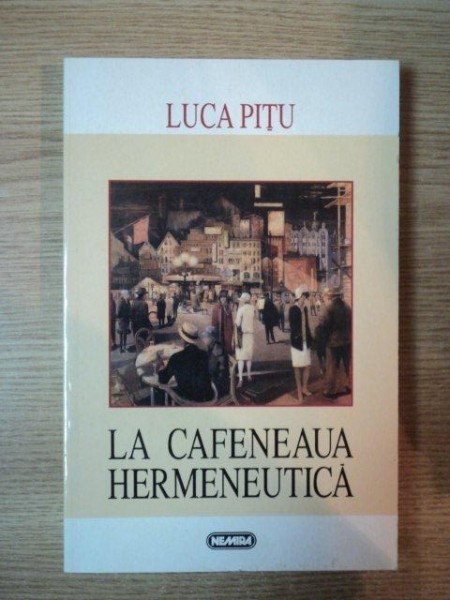 LUCA PIȚU
LA CAFENEAUA
HERMENEUTICĂ
NEMIRA